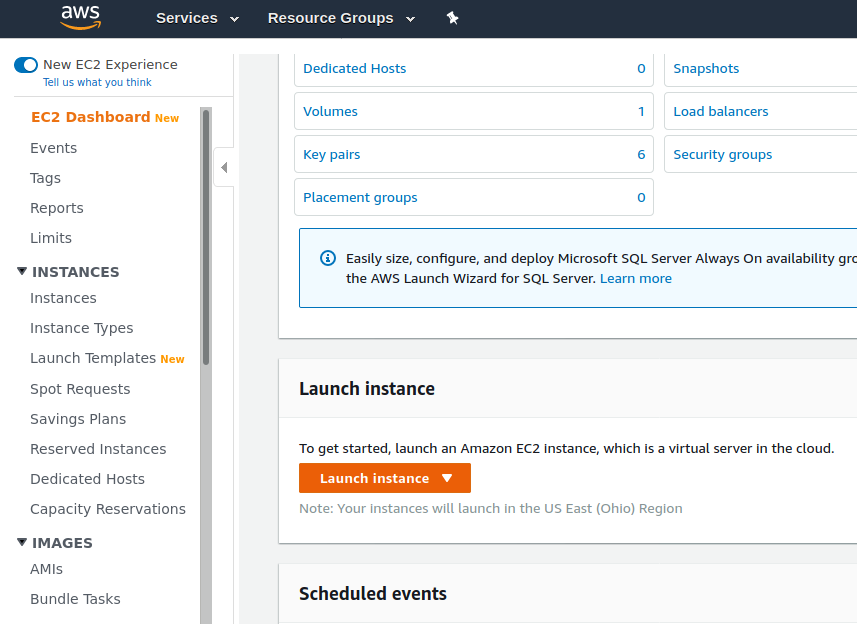 aws
Services
Resource Groups
New EC2 Experience
Tell us what you think
EC2 Dashboard New
Events
Tags
Reports
Limits
INSTANCES
Instances
Instance Types
Launch Templates New
Spot Requests
Savings Plans
Reserved Instances
Dedicated Hosts
Capacity Reservations
IMAGES
AMIs
Bundle Tasks
Dedicated Hosts 0
Snapshots
Volumes 1
Load balancers
Key pairs 6
Security groups
Placement groups 0
Easily size, configure, and deploy Microsoft SQL Server Always On availability gro
the AWS Launch Wizard for SQL Server. Learn more
Launch instance
To get started, launch an Amazon EC2 instance, which is a virtual server in the cloud.
Launch instance
Note: Your instances will launch in the US East (Ohio) Region
Scheduled events